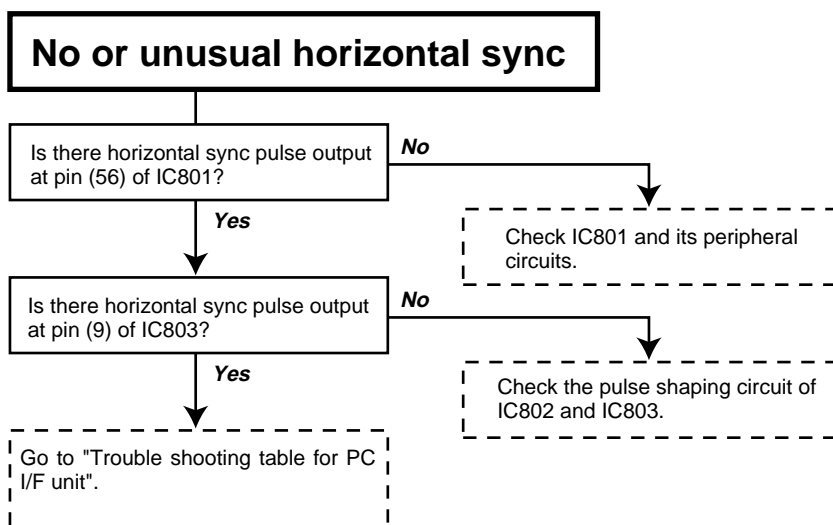 No or unusual horizontal sync
Is there horizontal sync pulse output
at pin (56) of IC801?
No
Yes
Check IC801 and its peripheral
circuits.
Is there horizontal sync pulse output
at pin (9) of IC803?
No
Yes
Check the pulse shaping circuit of
IC802 and IC803.
Go to "Trouble shooting table for PC
I/F unit".